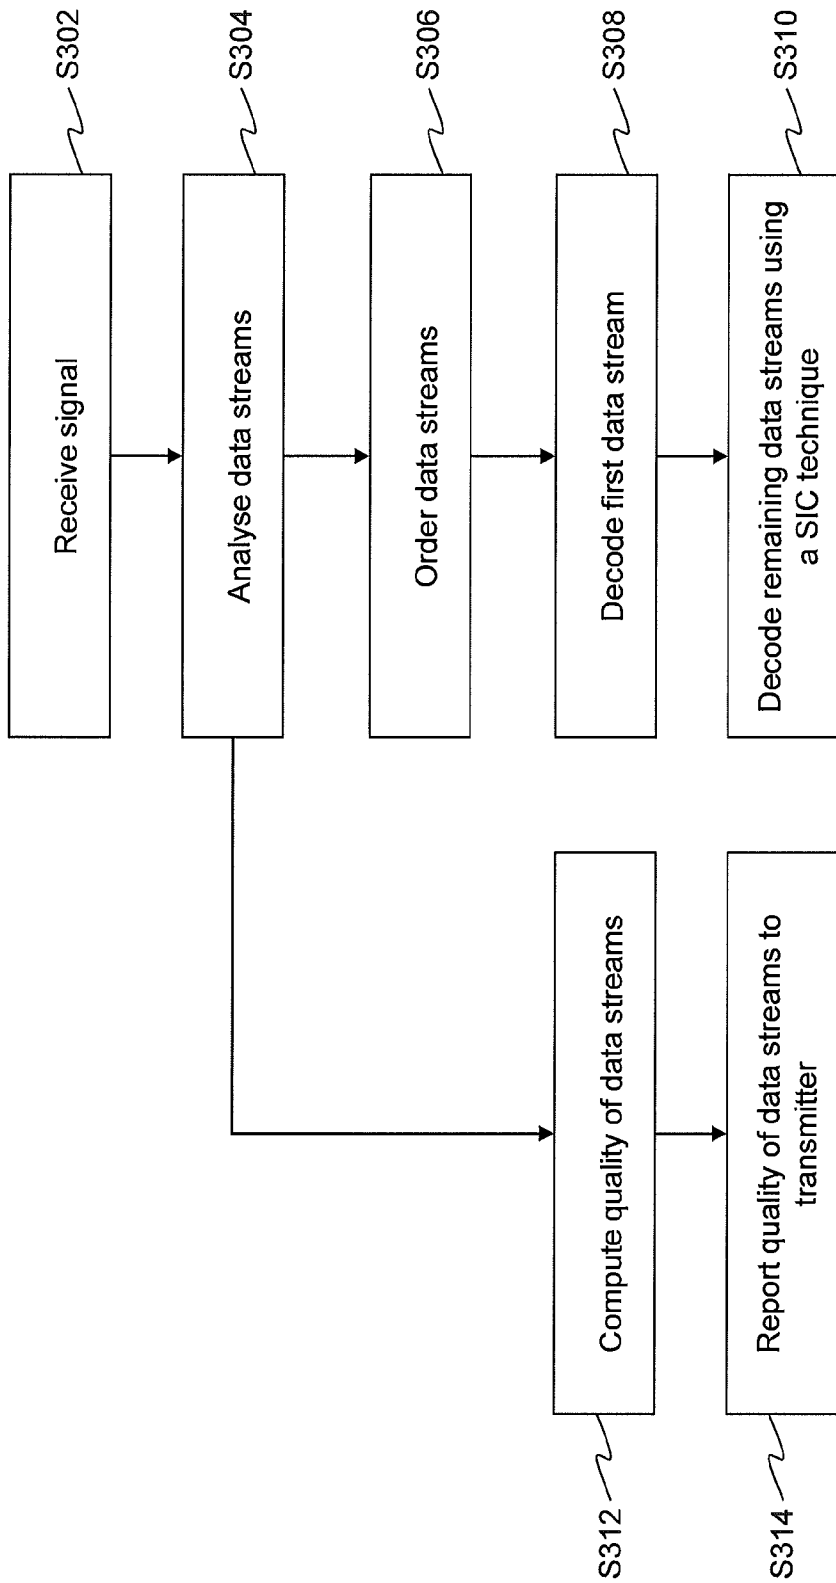 Receive signal
S302
Analyse data streams
S304
Order data streams
S306
Decode first data stream
S308
Decode remaining data streams using
a SIC technique
S310
S312
Compute quality of data streams
S314
Report quality of data streams to
transmitter